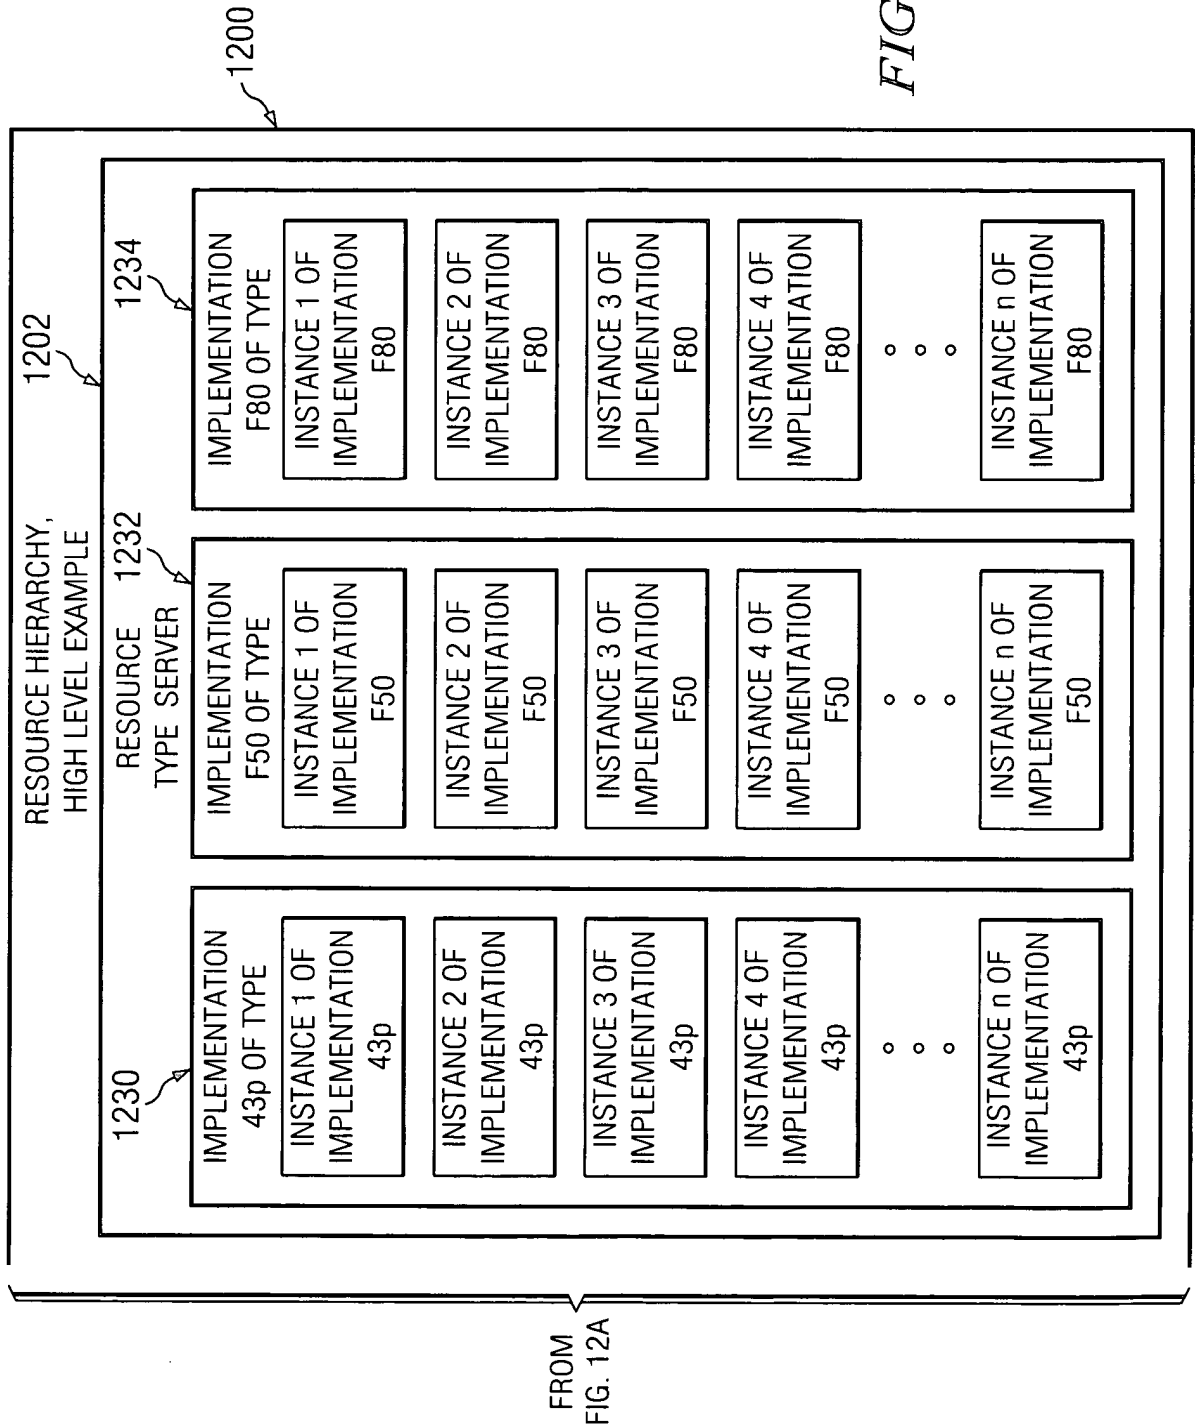 RESOURCE HIERARCHY,
HIGH LEVEL EXAMPLE
1200
1202
RESOURCE
TYPE SERVER
FROM
FIG. 12A
1230
IMPLEMENTATION
43p OF TYPE
INSTANCE 1 OF
IMPLEMENTATION
43p
INSTANCE 2 OF
IMPLEMENTATION
43p
INSTANCE 3 OF
IMPLEMENTATION
43p
INSTANCE 4 OF
IMPLEMENTATION
43p
INSTANCE n OF
IMPLEMENTATION
43p
1232
IMPLEMENTATION
F50 OF TYPE
INSTANCE 1 OF
IMPLEMENTATION
F50
INSTANCE 2 OF
IMPLEMENTATION
F50
INSTANCE 3 OF
IMPLEMENTATION
F50
INSTANCE 4 OF
IMPLEMENTATION
F50
INSTANCE n OF
IMPLEMENTATION
F50
1234
IMPLEMENTATION
F80 OF TYPE
INSTANCE 1 OF
IMPLEMENTATION
F80
INSTANCE 2 OF
IMPLEMENTATION
F80
INSTANCE 3 OF
IMPLEMENTATION
F80
INSTANCE 4 OF
IMPLEMENTATION
F80
INSTANCE n OF
IMPLEMENTATION
F80
FIG